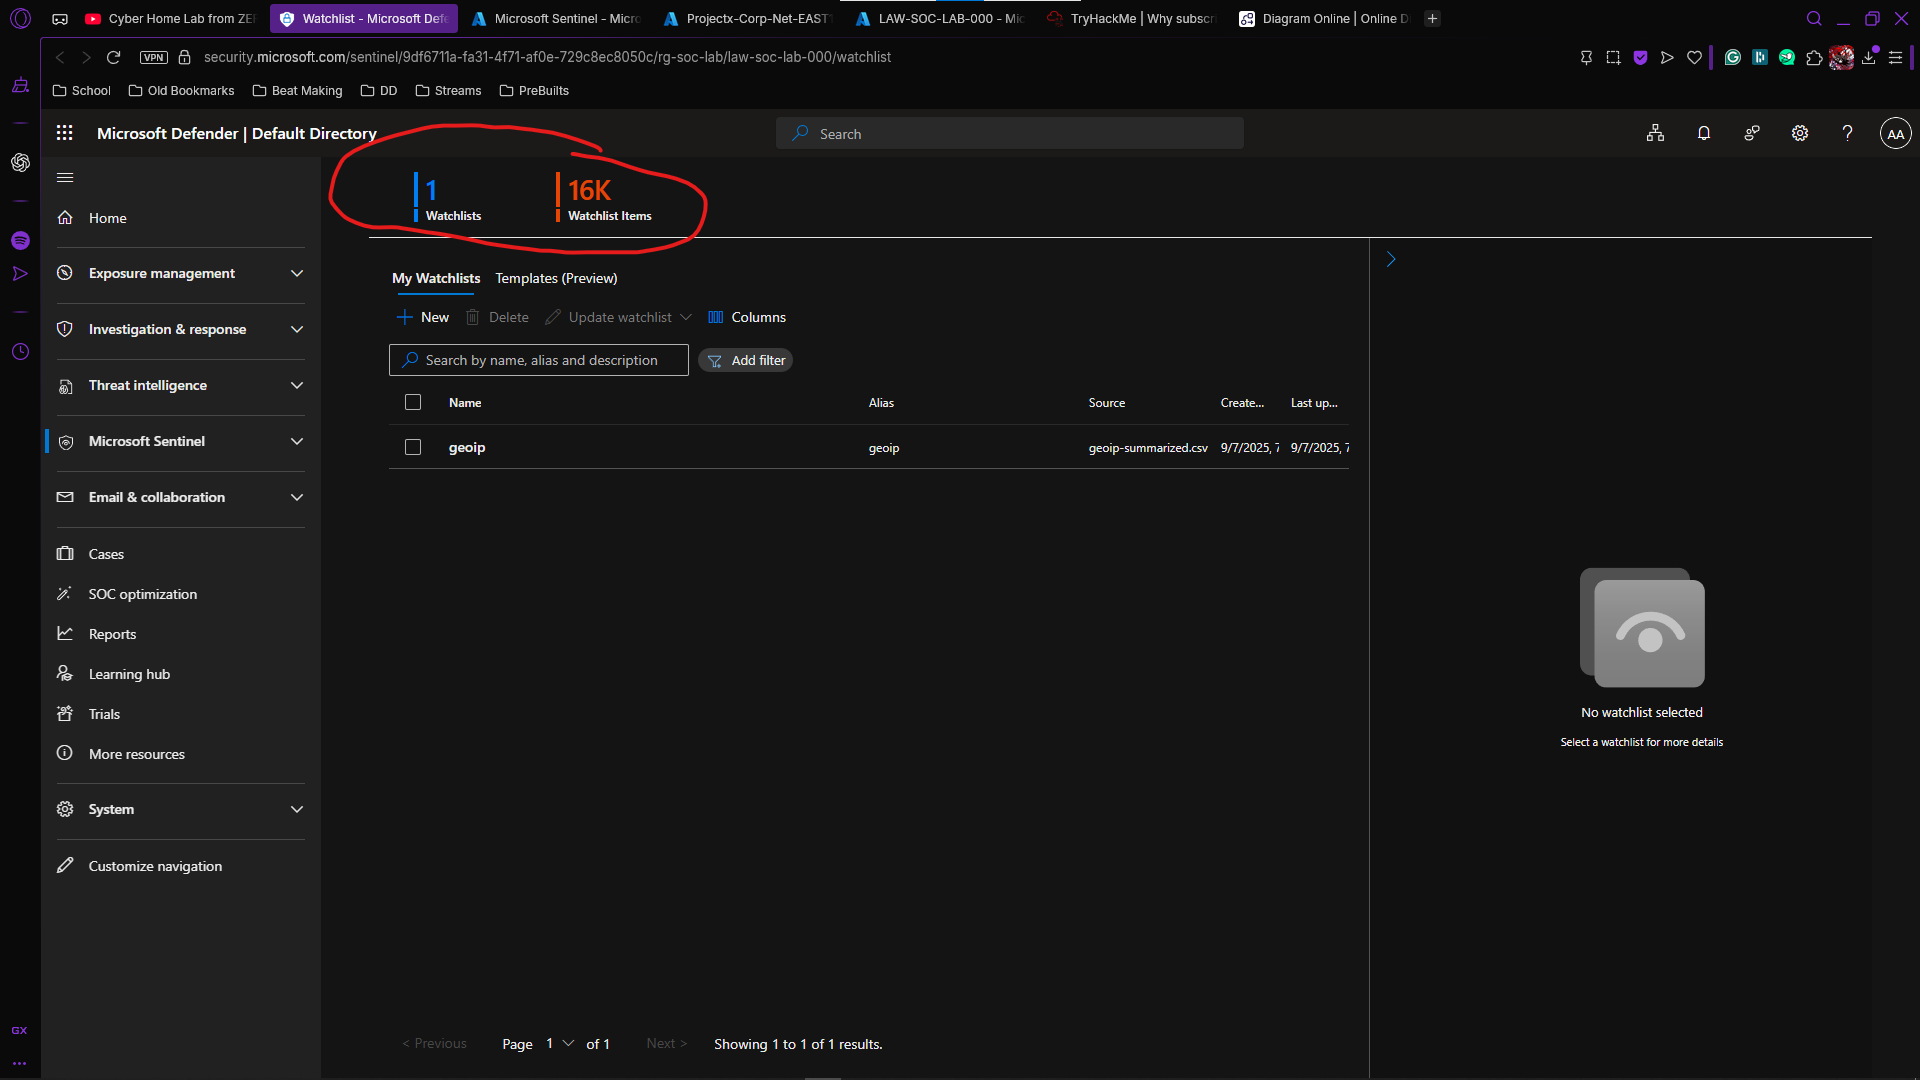 Cyber Home Lab from ZE
Watchlist - Microsoft Defe
Microsoft Sentinel - Micro
Projectx-Corp-Net-EAST1
LAW-SOC-LAB-000 - Mic
TryHackMe | Why subscr
Diagram Online | Online D
VPN
security.microsoft.com/sentinel/9df6711a-fa31-4f71-af0e-729c8ec8050c/rg-soc-lab/law-soc-lab-000/watchlist
School
Old Bookmarks
Beat Making
DD
Streams
PreBuilts
Microsoft Defender | Default Directory
Search
AA
1
Watchlists
16K
Watchlist Items
Home
Exposure management
Investigation & response
Threat intelligence
Microsoft Sentinel
Email & collaboration
Cases
SOC optimization
Reports
Learning hub
Trials
More resources
System
Customize navigation
GX
My Watchlists
Templates (Preview)
New
Delete
Update watchlist
Columns
Search by name, alias and description
Add filter
Name Alias Source Create... Last up...
geoip geoip geoip-summarized.csv 9/7/2025, 7 9/7/2025, 7
No watchlist selected
Select a watchlist for more details
< Previous Page 1 of 1 Next > Showing 1 to 1 of 1 results.